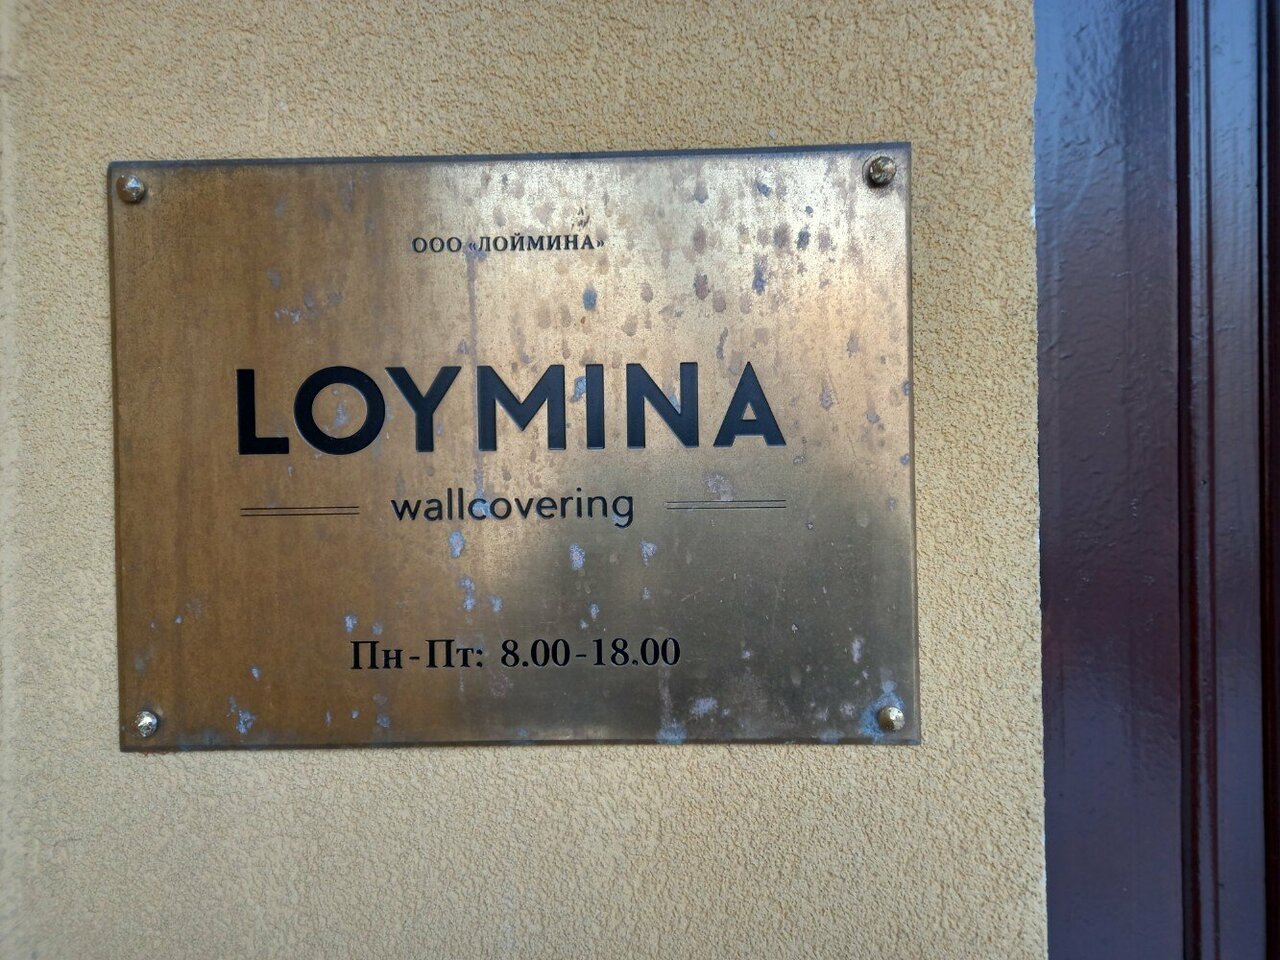 ООО «ЛОЙМИНА»
LOYMINA
wallcovering
Пн-Пт: 8.00-18.00